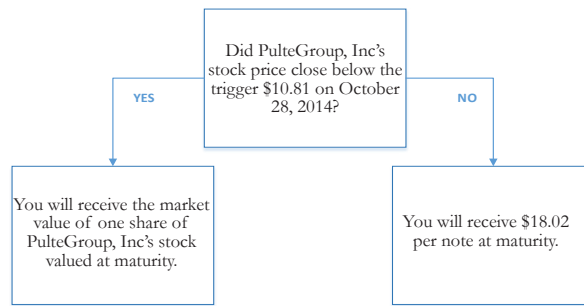 Did PulteGroup, Inc's
stock price close below the
trigger $10.81 on October
28, 2014?
YES
NO
You will receive the market
value of one share of
PulteGroup, Inc's stock
valued at maturity.
You will receive $18.02
per note at maturity.